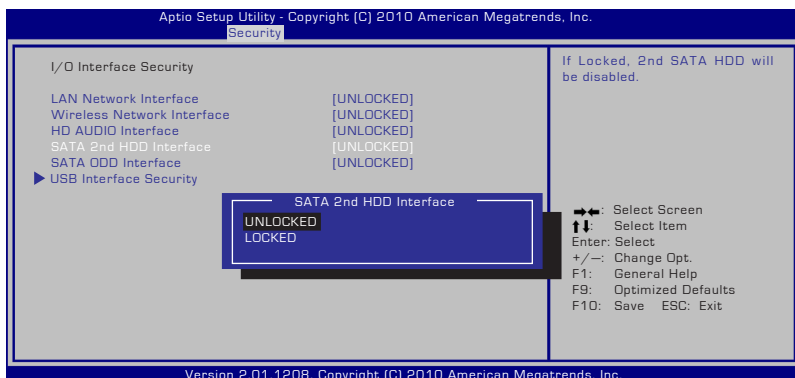 Aptio Setup Utility - Copyright (C) 2010 American Megatrends, Inc.
Security
I/O Interface Security
LAN Network Interface [UNLOCKED]
Wireless Network Interface [UNLOCKED]
HD AUDIO Interface [UNLOCKED]
SATA 2nd HDD Interface [UNLOCKED]
SATA ODD Interface [UNLOCKED]
USB Interface Security
SATA 2nd HDD Interface
UNLOCKED
LOCKED
If Locked, 2nd SATA HDD will
be disabled.
→←: Select Screen
↑↓: Select Item
Enter: Select
+/—: Change Opt.
F1: General Help
F9: Optimized Defaults
F10: Save ESC: Exit
Version 2.01.1208. Copyright (C) 2010 American Megatrends, Inc.